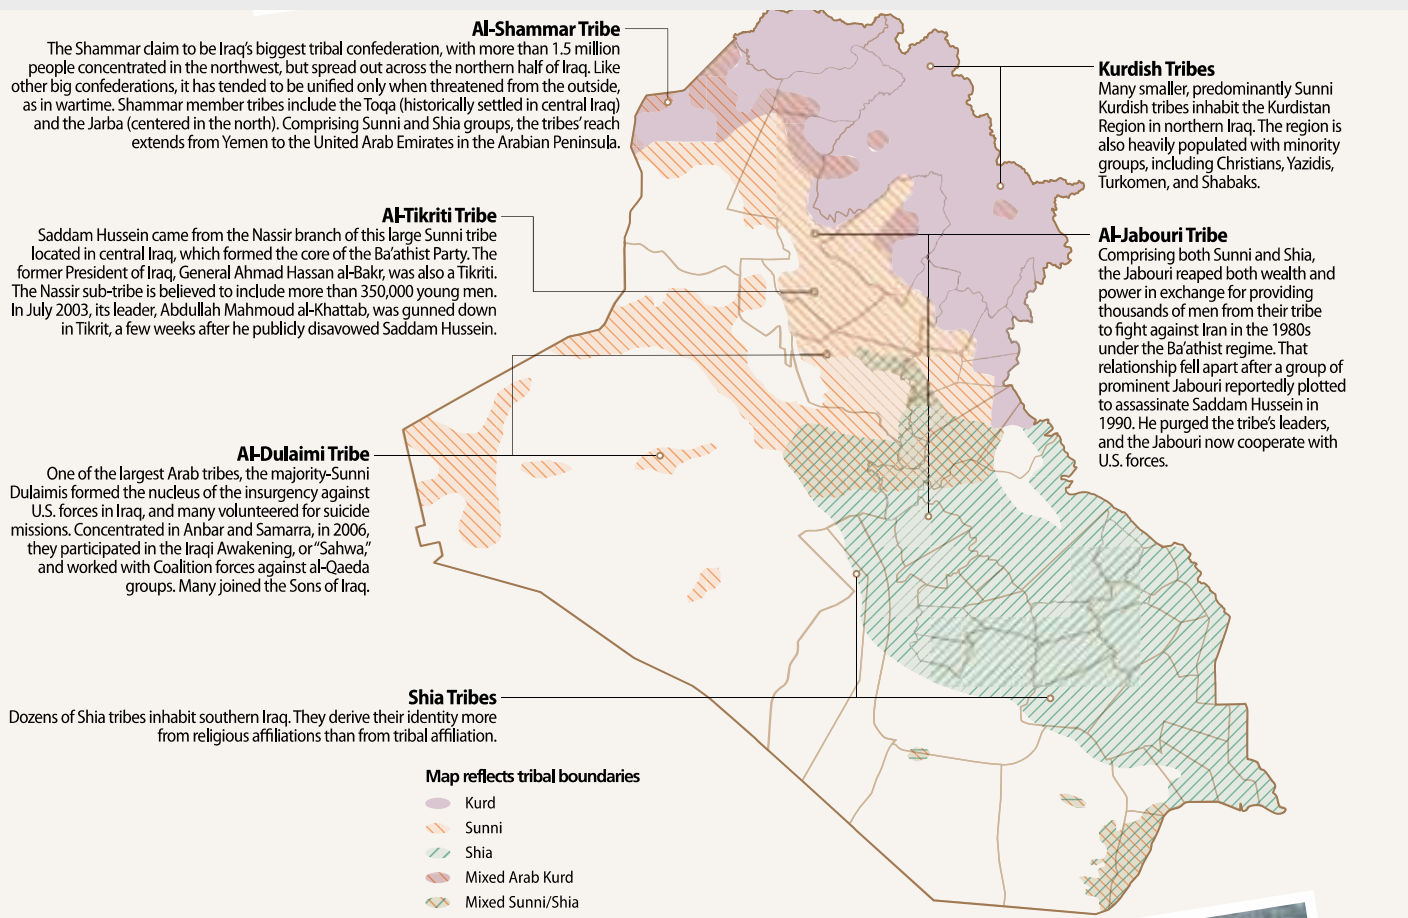 Al-Shammar Tribe
The Shammar claim to be Iraq's biggest tribal confederation, with more than 1.5 million
people concentrated in the northwest, but spread out across the northern half of Iraq. Like
other big confederations, it has tended to be unified only when threatened from the outside,
as in wartime. Shammar member tribes include the Toqa (historically settled in central Iraq)
and the Jarba (centered in the north). Comprising Sunni and Shia groups, the tribes' reach
extends from Yemen to the United Arab Emirates in the Arabian Peninsula.
Kurdish Tribes
Many smaller, predominantly Sunni
Kurdish tribes inhabit the Kurdistan
Region in northern Iraq. The region is
also heavily populated with minority
groups, including Christians, Yazidis,
Turkomen, and Shabaks.
Al-Tikriti Tribe
Saddam Hussein came from the Nassir branch of this large Sunni tribe
located in central Iraq, which formed the core of the Ba'athist Party. The
former President of Iraq, General Ahmad Hassan al-Bakr, was also a Tikriti.
The Nassir sub-tribe is believed to include more than 350,000 young men.
In July 2003, its leader, Abdullah Mahmoud al-Khattab, was gunned down
in Tikrit, a few weeks after he publicly disavowed Saddam Hussein.
Al-Jabouri Tribe
Comprising both Sunni and Shia,
the Jabouri reaped both wealth and
power in exchange for providing
thousands of men from their tribe
to fight against Iran in the 1980s
under the Ba'athist regime. That
relationship fell apart after a group of
prominent Jabouri reportedly plotted
to assassinate Saddam Hussein in
1990. He purged the tribe's leaders,
and the Jabouri now cooperate with
U.S. forces.
Al-Dulaimi Tribe
One of the largest Arab tribes, the majority-Sunni
Dulaimis formed the nucleus of the insurgency against
U.S. forces in Iraq, and many volunteered for suicide
missions. Concentrated in Anbar and Samarra, in 2006,
they participated in the Iraqi Awakening, or "Sahwa,"
and worked with Coalition forces against al-Qaeda
groups. Many joined the Sons of Iraq.
Shia Tribes
Dozens of Shia tribes inhabit southern Iraq. They derive their identity more
from religious affiliations than from tribal affiliation.
Map reflects tribal boundaries
Kurd
Sunni
Shia
Mixed Arab Kurd
Mixed Sunni/Shia